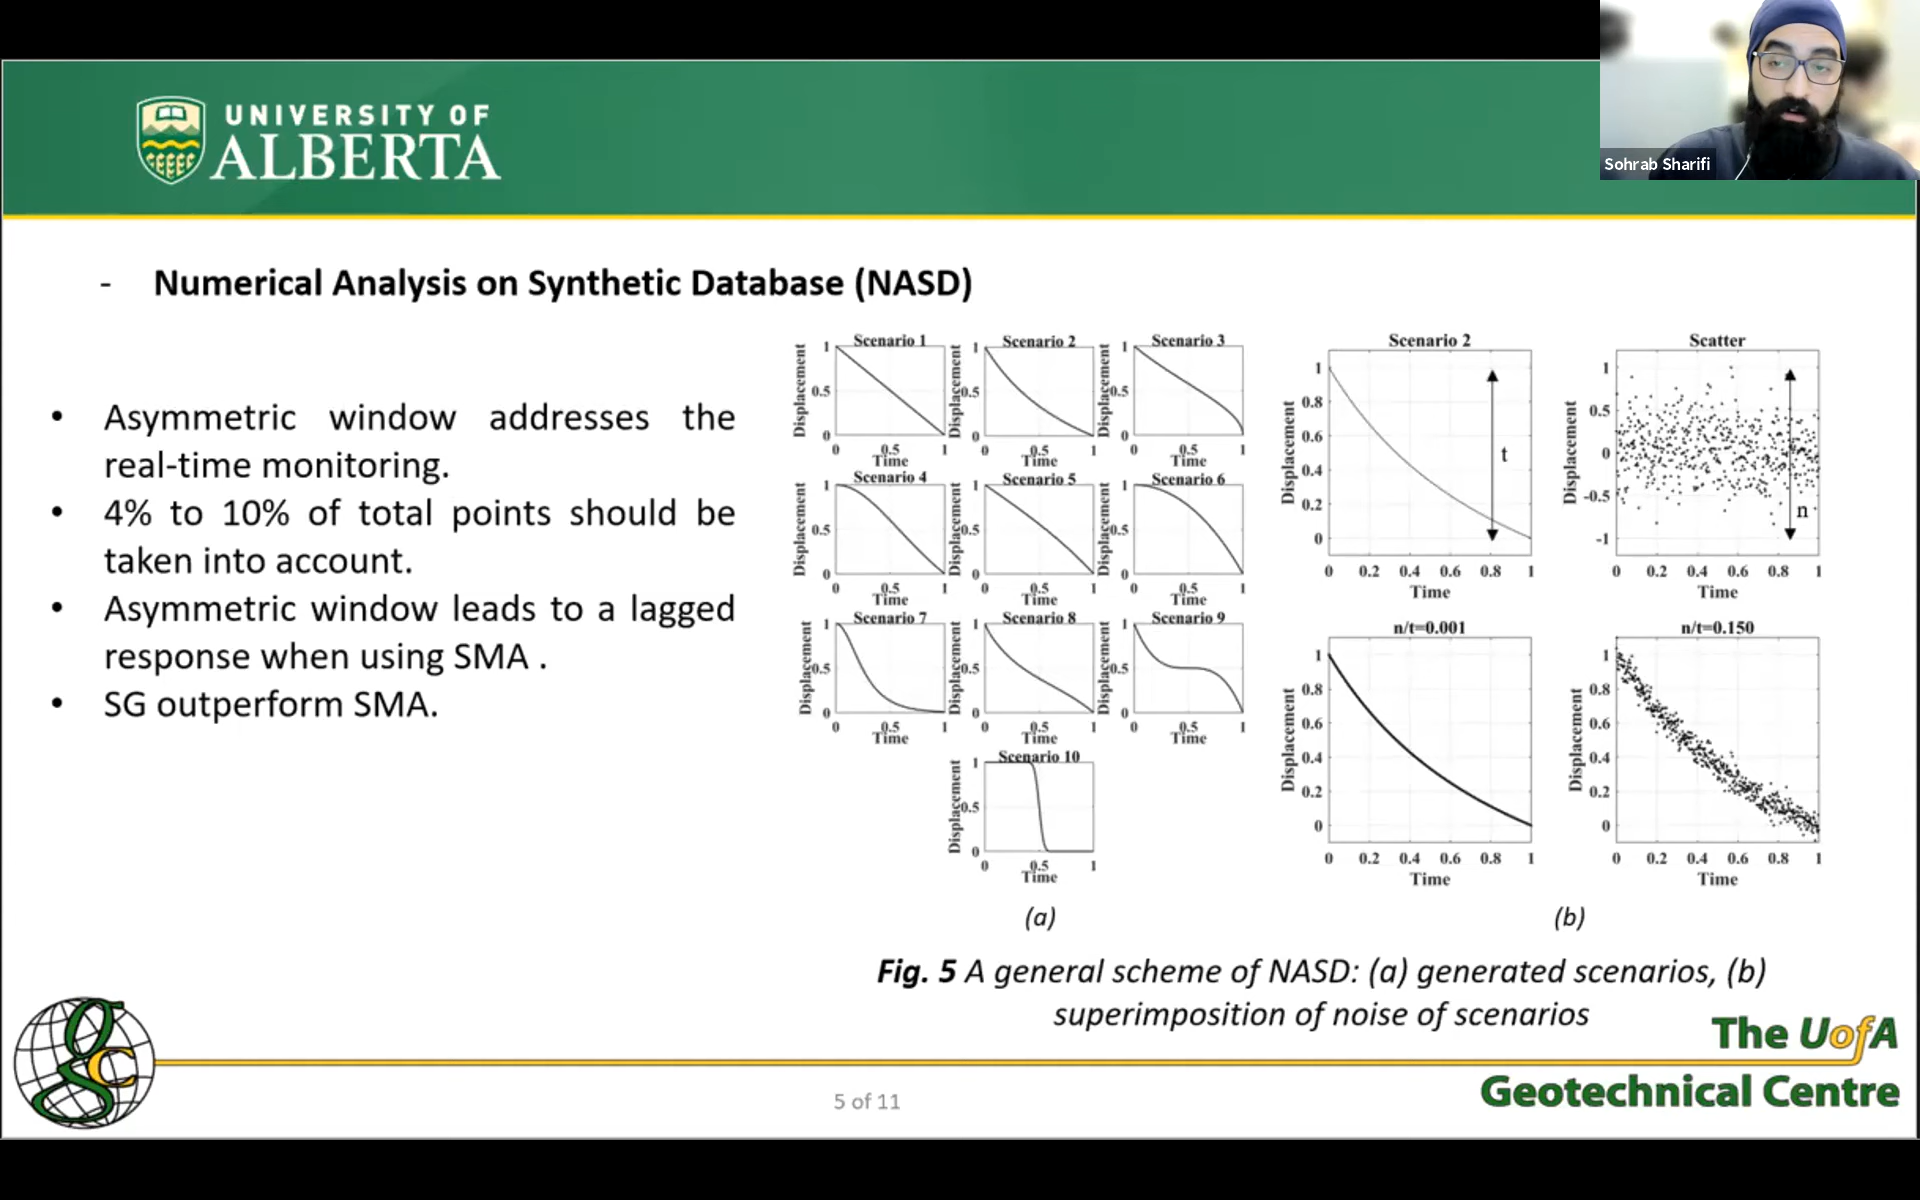 UNIVERSITY OF
ALBERTA
Sohrab Sharifi
- Numerical Analysis on Synthetic Database (NASD)
• Asymmetric window addresses the
real-time monitoring.
• 4% to 10% of total points should be
taken into account.
• Asymmetric window leads to a lagged
response when using SMA .
• SG outperform SMA.
Scenario 1 Scenario 2 Scenario 3
Displacement 1 0.5 0 0 0.5 1 Time
Displacement 1 0.5 0 0 0.5 1 Time
Displacement 1 0.5 0 0 0.5 1 Time
Scenario 4 Scenario 5 Scenario 6
Displacement 1 0.5 0 0 0.5 1 Time
Displacement 1 0.5 0 0 0.5 1 Time
Displacement 1 0.5 0 0 0.5 1 Time
Scenario 7 Scenario 8 Scenario 9
Displacement 1 0.5 0 0 0.5 1 Time
Displacement 1 0.5 0 0 0.5 1 Time
Displacement 1 0.5 0 0 0.5 1 Time
Scenario 10
Displacement 1 0.5 0 0 0.5 1 Time
(a)
Scenario 2
Displacement
1
0.8
0.6
0.4
0.2
0
t
0 0.2 0.4 0.6 0.8 1
Time
Scatter
Displacement
1
0.5
0
-0.5
-1
n
0 0.2 0.4 0.6 0.8 1
Time
n/t=0.001
Displacement
1
0.8
0.6
0.4
0.2
0
0 0.2 0.4 0.6 0.8 1
Time
n/t=0.150
Displacement
1
0.8
0.6
0.4
0.2
0
0 0.2 0.4 0.6 0.8 1
Time
(b)
Fig. 5 A general scheme of NASD: (a) generated scenarios, (b)
superimposition of noise of scenarios
gc
5 of 11
The UofA
Geotechnical Centre